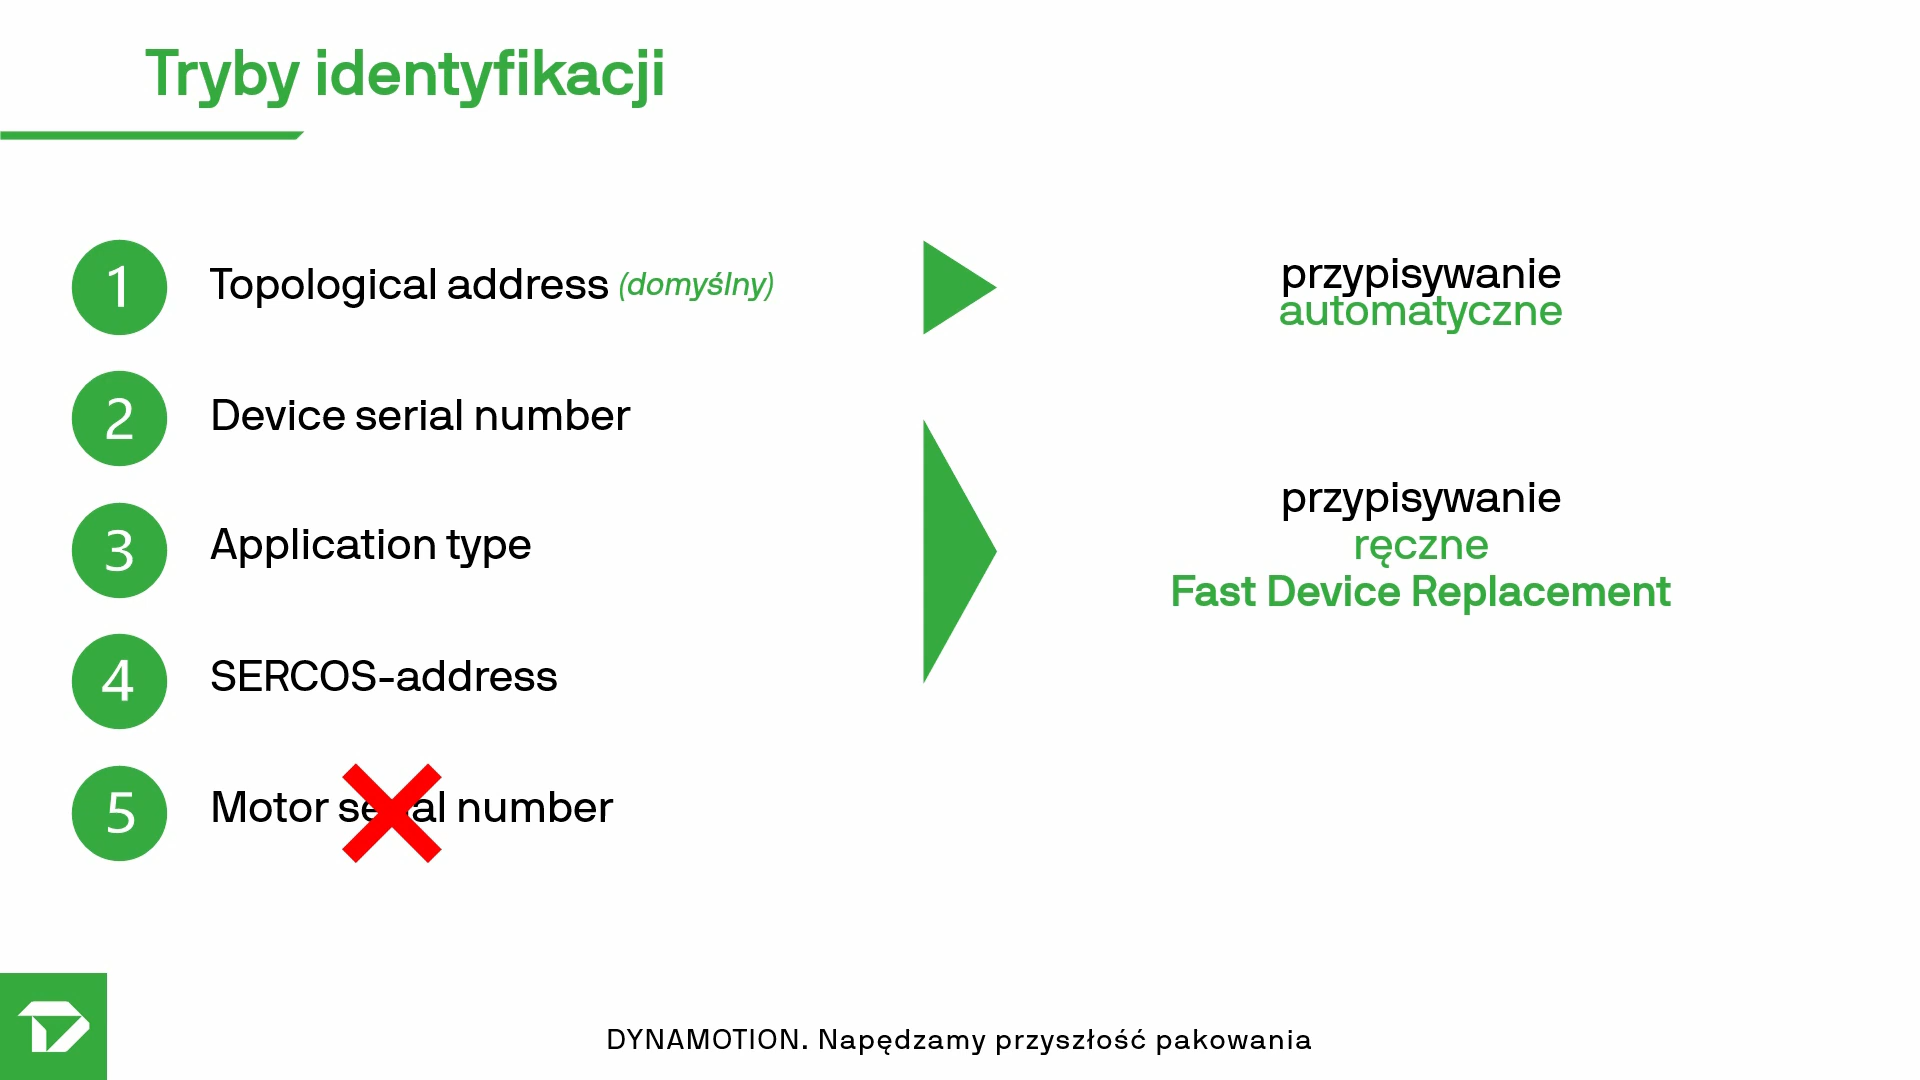 Tryby identyfikacji
1 Topological address (domyślny)
przypisywanie
automatyczne
2 Device serial number
3 Application type
przypisywanie
ręczne
Fast Device Replacement
4 SERCOS-address
5 Motor serial number
DYNAMOTION. Napędzamy przyszłość pakowania